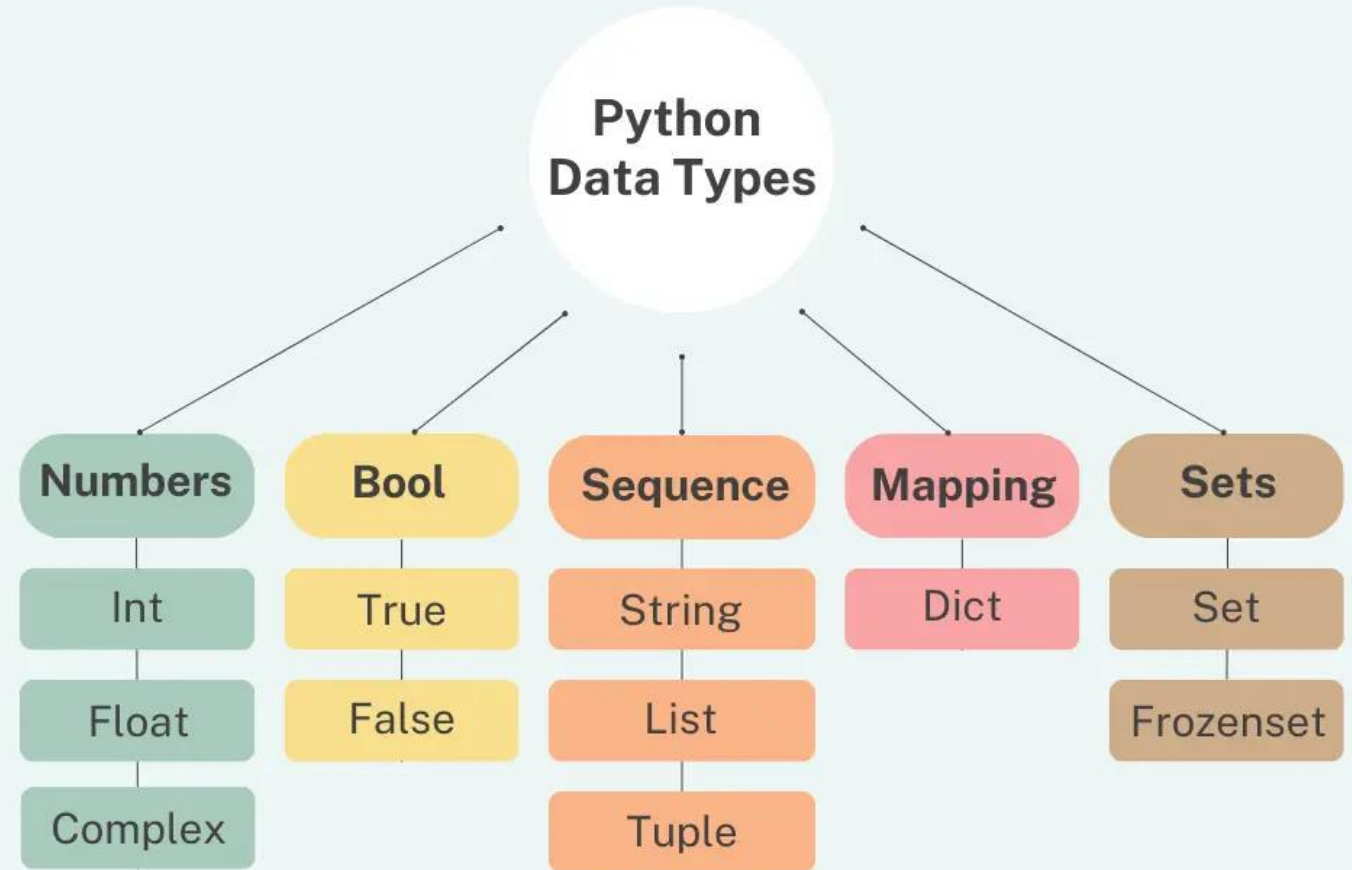 Python
Data Types
Numbers
Int
Float
Complex
Bool
True
False
Sequence
String
List
Tuple
Mapping
Dict
Sets
Set
Frozenset